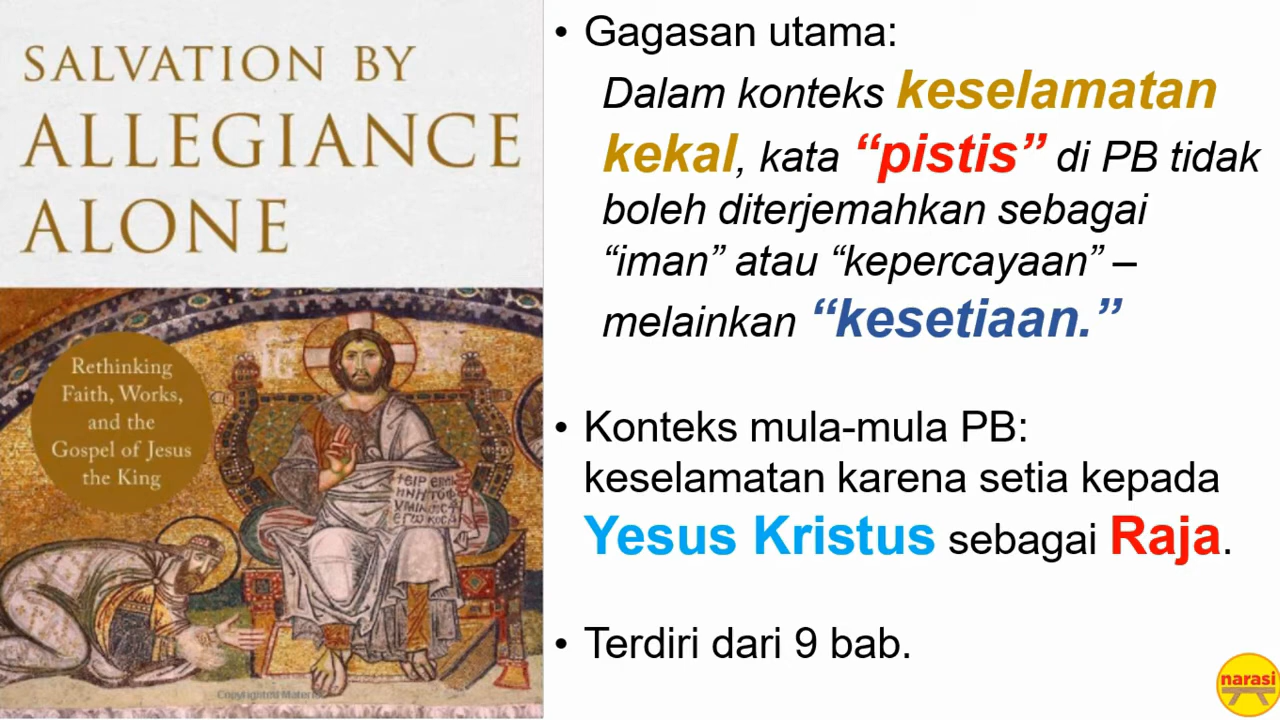 SALVATION BY
ALLEGIANCE
ALONE
Rethinking
Faith, Works,
and the
Gospel of Jesus
the King
Copyrighted Material
• Gagasan utama:
Dalam konteks keselamatan
kekal, kata “pistis” di PB tidak
boleh diterjemahkan sebagai
“iman” atau “kepercayaan” –
melainkan “kesetiaan.”
• Konteks mula-mula PB:
keselamatan karena setia kepada
Yesus Kristus sebagai Raja.
• Terdiri dari 9 bab.
narasi